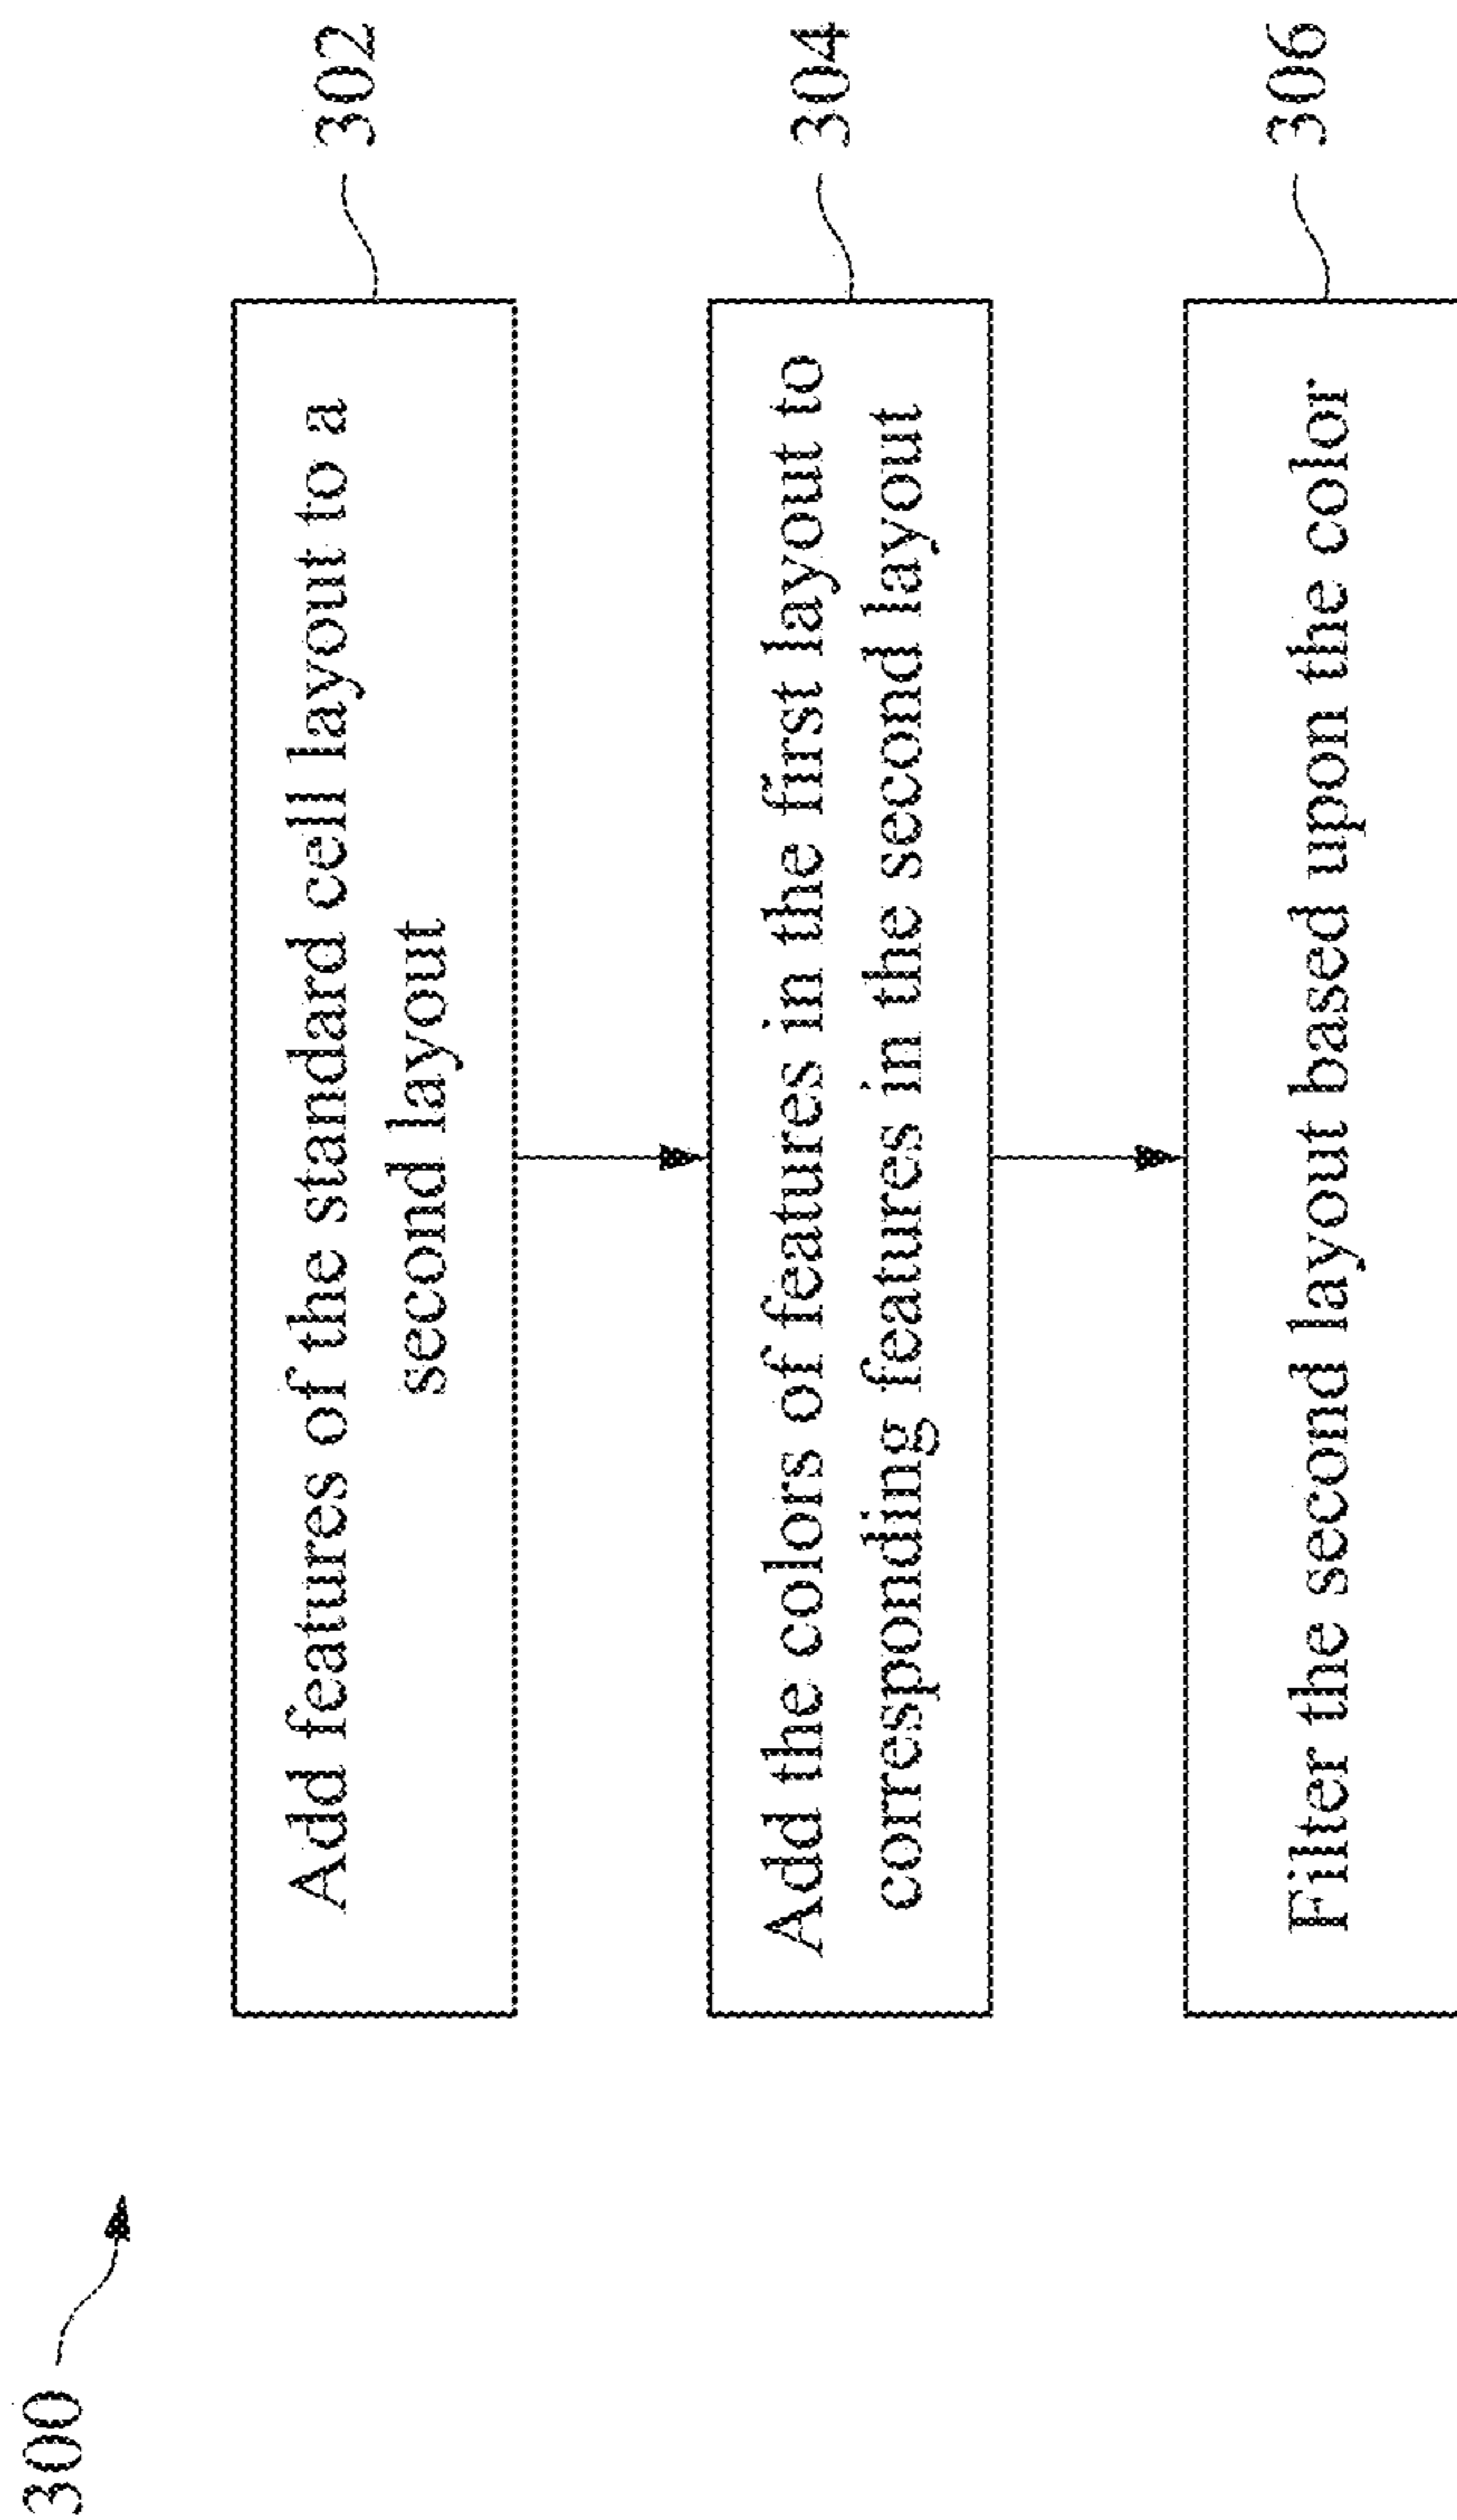 300
Add features of the standard cell layout to a
second layout
302
Add the colors of features in the first layout to
corresponding features in the second layout
304
Filter the second layout based upon the color
306